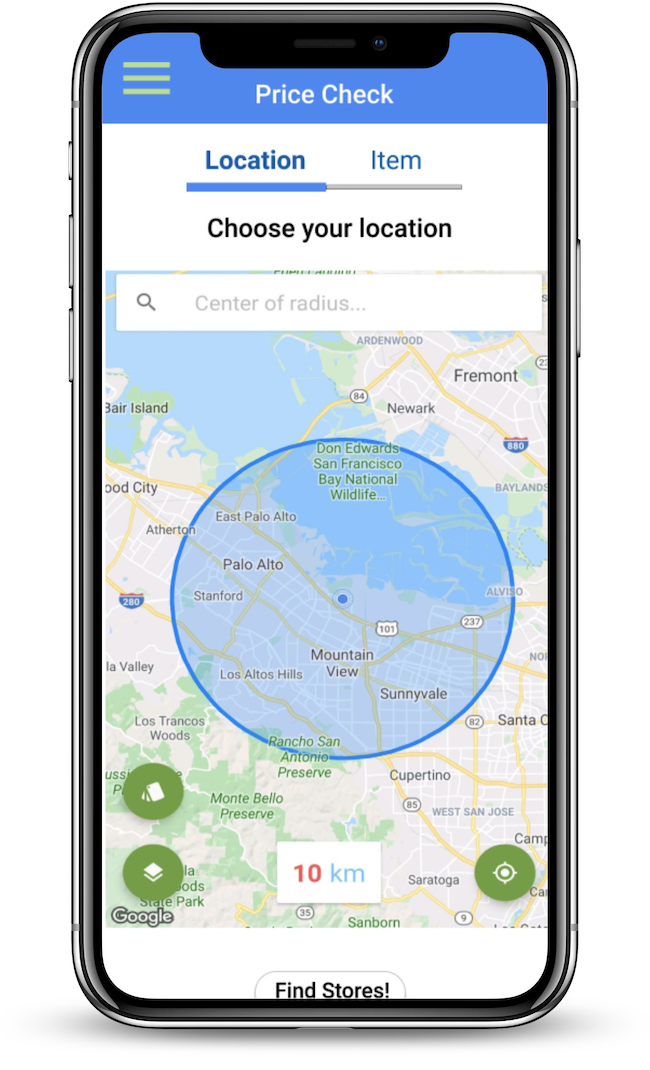 Price Check
Location
Item
Choose your location
Center of radius...
ARDENWOOD
Fremont
84
Bair Island
Newark
880
Don Edwards
San Francisco
Bay National
Wildlife...
ood City
BAYLANDS
East Palo Alto
Atherton
Palo Alto
Stanford
ALVISO
280
101
237
Mountain
View
la Valley
Los Altos Hills
Sunnyvale
Los Trancos
Woods
82
Santa C
Rancho San
Antonio
Preserve
Cupertino
Monte Bello
Preserve
85
WEST SAN JOSE
Camp
10 km
Saratoga
State Park
Google
35
Sanborn
9
Find Stores!